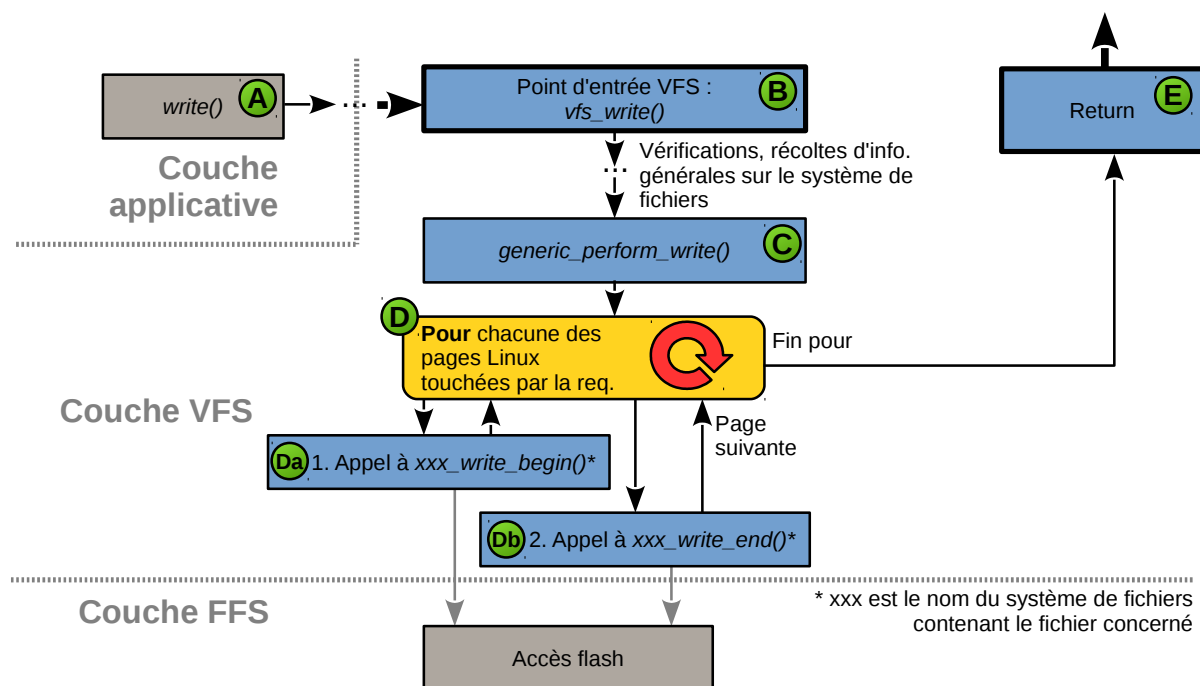 write()
A
...
Point d'entrée VFS :
vfs_write()
B
Return
E
Couche
applicative
...
Vérifications, récoltes d'info.
générales sur le système de
fichiers
generic_perform_write()
C
D
Pour chacune des
pages Linux
touchées par la req.
Fin pour
Couche VFS
Page
suivante
Da
1. Appel à xxx_write_begin()*
Db
2. Appel à xxx_write_end()*
Couche FFS
* xxx est le nom du système de fichiers
contenant le fichier concerné
Accès flash